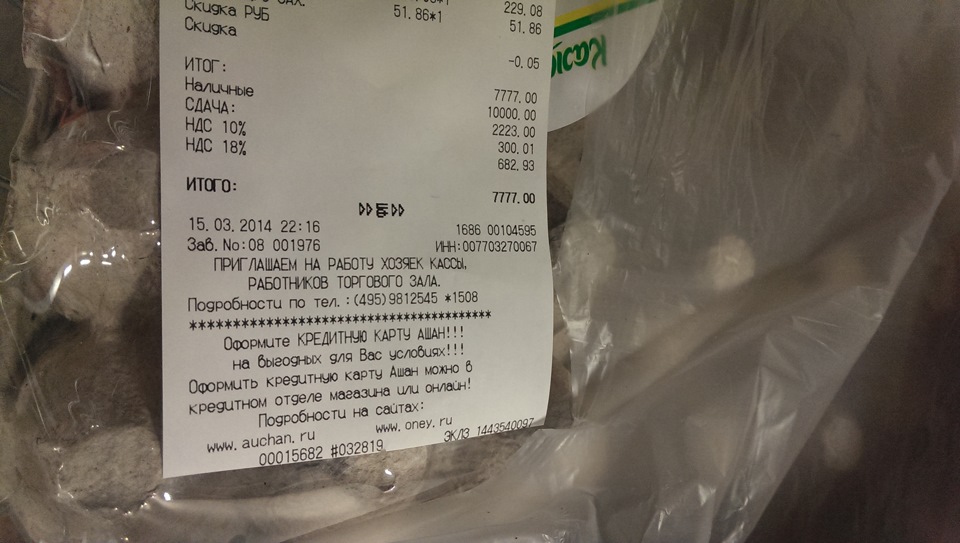 229.08
Скидка РУБ 51.86*1 51.86
Скидка -0.05
ИТОГ: 7777.00
Наличные 10000.00
СДАЧА: 2223.00
НДС 10% 300.01
НДС 18% 682.93
ИТОГО: 7777.00
15.03.2014 22:16 1686 00104595
Зав. No:08 001976 ИНН:007703270067
ПРИГЛАШАЕМ НА РАБОТУ ХОЗЯЕК КАССЫ,
РАБОТНИКОВ ТОРГОВОГО ЗАЛА.
Подробности по тел. :(495)9812545 *1508
****************************************
Оформите КРЕДИТНУЮ КАРТУ АШАН!!!
на выгодных для Вас условиях!!!
Оформить кредитную карту Ашан можно в
кредитном отделе магазина или онлайн!
Подробности на сайтах:
www. auchan. ru www. oney. ru
00015682 #032819 ЭКЛЗ 1443540097